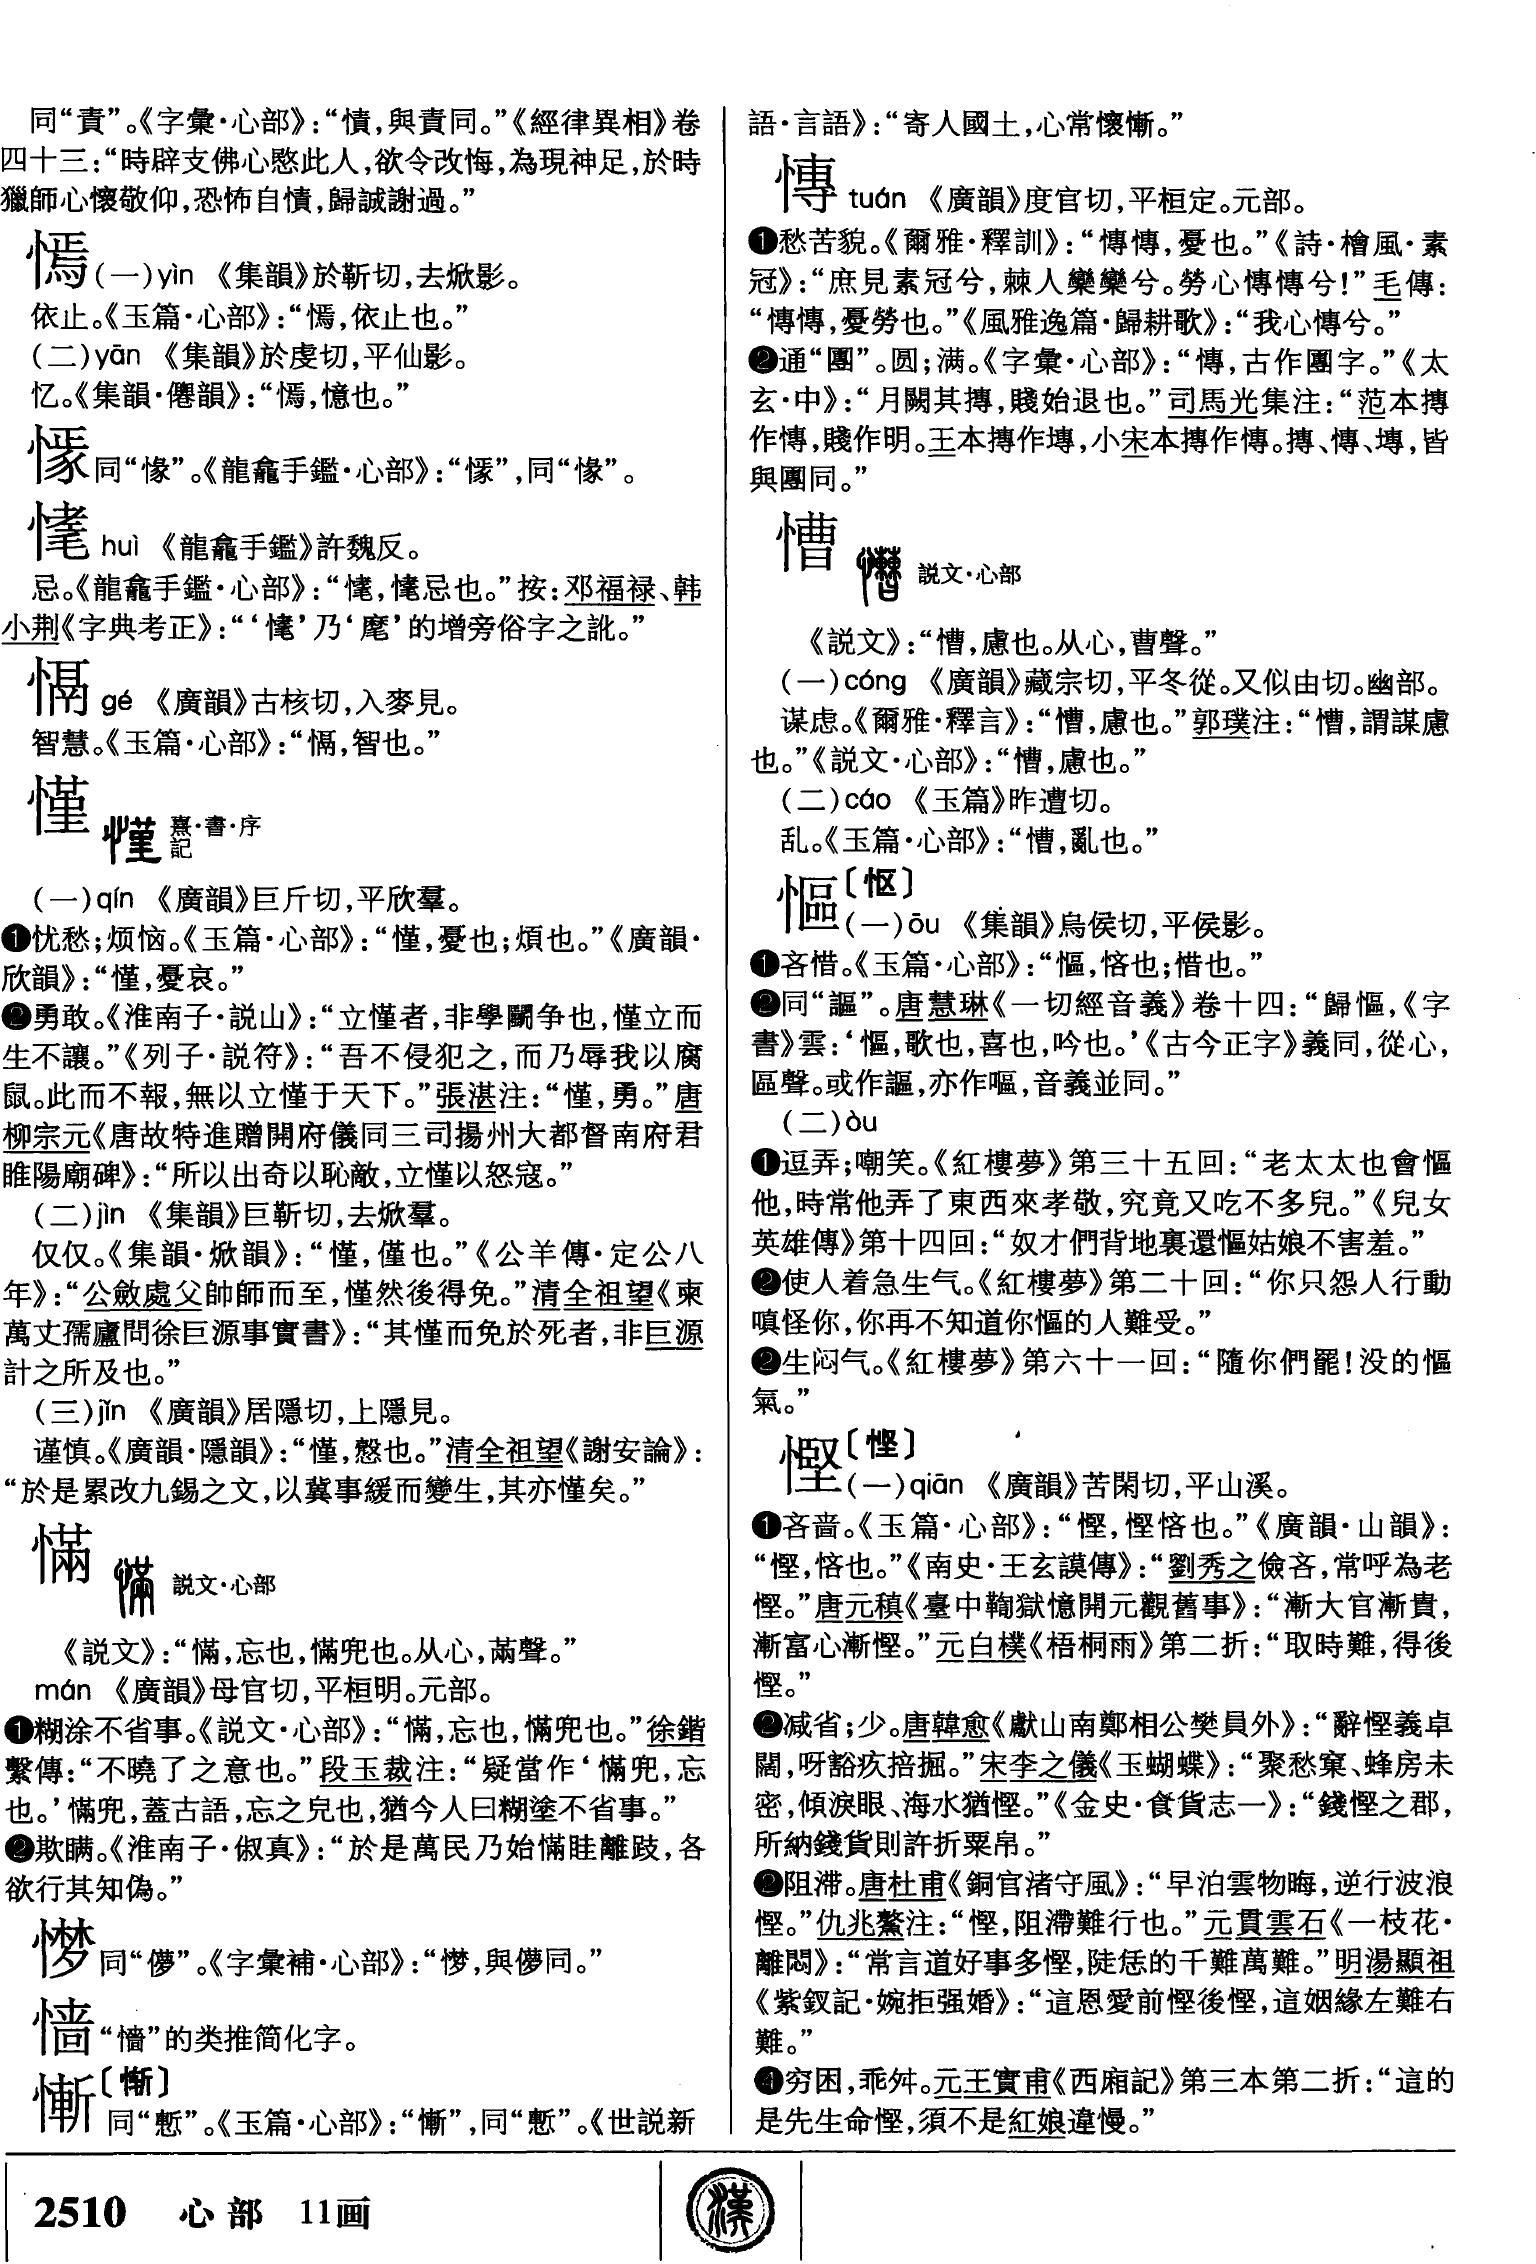 同“責”。《字彙·心部》：“憒，與責同。”《經律異相》卷
四十三：“時辟支佛心愍此人，欲令改悔，為現神足，於時
獵師心懷敬仰，恐怖自憒，歸誠謝過。”
(一)yìn 《集韻》於靳切，去焮影。
依止。《玉篇·心部》：“，依止也。”
(二)yān 《集韻》於虔切，平仙影。
忆。《集韻·僊韻》：“，憶也。”
同“惨”。《龍龕手鑑·心部》：
huì 《龍龕手鑑》許魏反。
忌。《龍龕手鑑·心部》：“，忌也。”按：邓福禄、韩
小荆《字典考正》：“‘’乃‘’的增旁俗字之訛。”
愅 gé 《廣韻》古核切，入麥見。
智慧。《玉篇·心部》：“，智也。”
慬 熹·書·序
記
(一)qín 《廣韻》巨斤切，平欣羣。
❶忧愁；烦恼。《玉篇·心部》：“慬，憂也；煩也。”《廣韻·
欣韻》：“慬，憂哀。”
❷勇敢。《淮南子·説山》：“立慬者，非學鬭争也，慬立而
生不讓。”《列子·説符》：“吾不侵犯之，而乃辱我以腐
鼠。此而不報，無以立慬于天下。”張湛注：“慬，勇。”唐
柳宗元《唐故特進贈開府儀同三司揚州大都督南府君
睢陽廟碑》：“所以出奇以恥敵，立慬以怒寇。”
(二)jìn 《集韻》巨靳切，去焮羣。
仅仅。《集韻·焮韻》：“慬，僅也。”《公羊傳·定公八
年》：“公斂處父帥師而至，慬然後得免。”清全祖望《柬
萬丈孺廬問徐巨源事實書》：“其慬而免於死者，非巨源
計之所及也。”
(三)jǐn 《廣韻》居隱切，上隱見。
谨慎。《廣韻·隱韻》：“慬，慤也。”清全祖望《謝安論》：
“於是累改九錫之文，以冀事緩而變生，其亦慬矣。”
慲 説文·心部
《説文》：“慲，忘也，慲兜也。从心，㒼聲。”
mán 《廣韻》母官切，平桓明。元部。
❶糊涂不省事。《説文·心部》：“慲，忘也，慲兜也。”徐鍇
繫傳：“不曉了之意也。”段玉裁注：“疑當作‘慲兜，忘
也。’慲兜，蓋古語，忘之皃也，猶今人曰糊塗不省事。”
❷欺瞒。《淮南子·俶真》：“於是萬民乃始慲眭離跂，各
欲行其知偽。”
同“儚”。《字彙補·心部》：“，與儚同。”
“懎”的类推简化字。
慚〔惭〕
同“慙”。《玉篇·心部》：“慚”，同“慙”。《世説新
語·言語》：“寄人國土，心常懷慚。”
慱 tuán 《廣韻》度官切，平桓定。元部。
❶愁苦貌。《爾雅·釋訓》：“慱慱，憂也。”《詩·檜風·素
冠》：“庶見素冠兮，棘人欒欒兮。勞心慱慱兮！”毛傳：
“慱慱，憂勞也。”《風雅逸篇·歸耕歌》：“我心慱兮。”
❷通“團”。圆；满。《字彙·心部》：“慱，古作團字。”《太
玄·中》：“月闕其摶，賤始退也。”司馬光集注：“范本摶
作慱，賤作明。王本摶作塼，小宋本摶作慱。摶、慱、塼，皆
與團同。”
慒 説文·心部
《説文》：“慒，慮也。从心，曹聲。”
(一)cóng 《廣韻》藏宗切，平冬從。又似由切。幽部。
谋虑。《爾雅·釋言》：“慒，慮也。”郭璞注：“慒，謂謀慮
也。”《説文·心部》：“慒，慮也。”
(二)cáo 《玉篇》昨遭切。
乱。《玉篇·心部》：“慒，亂也。”
慪〔怄〕
(一)ōu 《集韻》烏侯切，平侯影。
❶吝惜。《玉篇·心部》：“慪，悋也；惜也。”
❷同“謳”。唐慧琳《一切經音義》卷十四：“歸慪，《字
書》雲：‘慪，歌也，喜也，吟也。’《古今正字》義同，從心，
區聲。或作謳，亦作嘔，音義並同。”
(二)òu
❶逗弄；嘲笑。《紅樓夢》第三十五回：“老太太也會慪
他，時常他弄了東西來孝敬，究竟又吃不多兒。”《兒女
英雄傳》第十四回：“奴才們背地裏還慪姑娘不害羞。”
❷使人着急生气。《紅樓夢》第二十回：“你只怨人行動
嗔怪你，你再不知道你慪的人難受。”
❷生闷气。《紅樓夢》第六十一回：“隨你們罷！没的慪
氣。”
慳〔悭〕
(一)qiān 《廣韻》苦閑切，平山溪。
❶吝啬。《玉篇·心部》：“慳，慳悋也。”《廣韻·山韻》：
“慳，悋也。”《南史·王玄謨傳》：“劉秀之儉吝，常呼為老
慳。”唐元稹《臺中鞫獄憶開元觀舊事》：“漸大官漸貴，
漸富心漸慳。”元白樸《梧桐雨》第二折：“取時難，得後
慳。”
❷减省；少。唐韓愈《獻山南鄭相公樊員外》：“辭慳義卓
闊，呀豁疚掊掘。”宋李之儀《玉蝴蝶》：“聚愁窠、蜂房未
密，傾淚眼、海水猶慳。”《金史·食貨志一》：“錢慳之郡，
所納錢貨則許折粟帛。”
❷阻滞。唐杜甫《銅官渚守風》：“早泊雲物晦，逆行波浪
慳。”仇兆鰲注：“慳，阻滯難行也。”元貫雲石《一枝花·
離悶》：“常言道好事多慳，陡恁的千難萬難。”明湯顯祖
《紫釵記·婉拒强婚》：“這恩愛前慳後慳，這姻緣左難右
難。”
❹穷困，乖舛。元王實甫《西廂記》第三本第二折：“這的
是先生命慳，須不是紅娘違慢。”
2510 心部 11画
漢